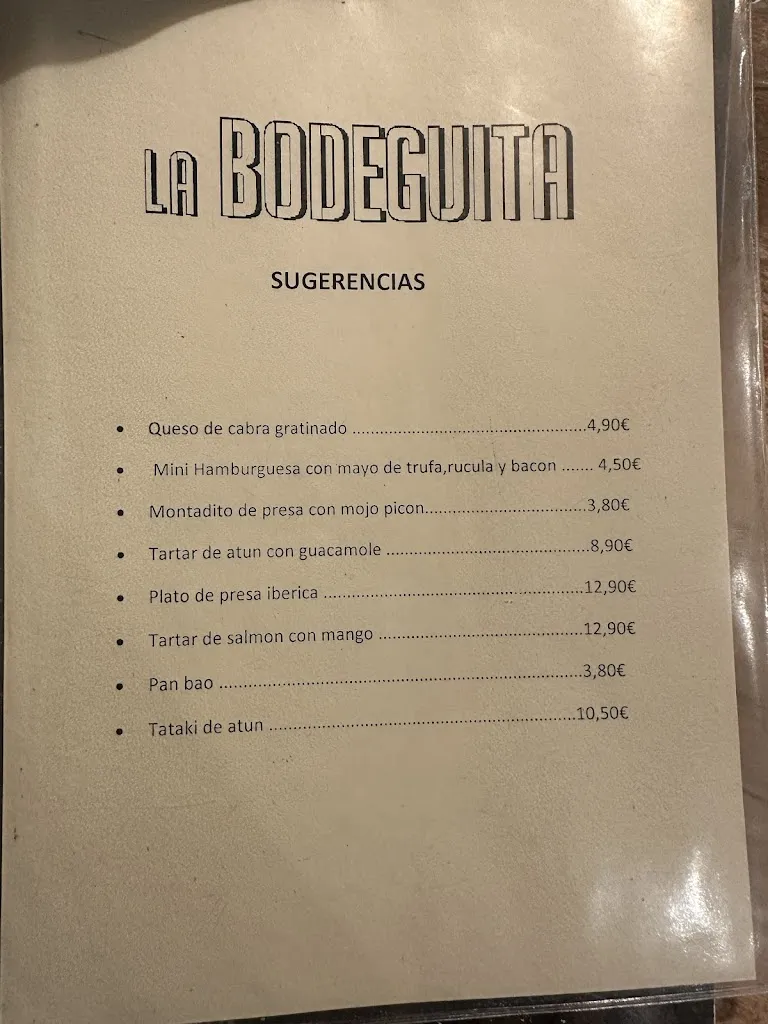 LA BODEGUITA
SUGERENCIAS
• Queso de cabra gratinado ......................................................4,90€
• Mini Hamburguesa con mayo de trufa,rucula y bacon ....... 4,50€
• Montadito de presa con mojo picon.....................................3,80€
• Tartar de atun con guacamole ...............................................8,90€
• Plato de presa iberica ............................................................12,90€
• Tartar de salmon con mango ...............................................12,90€
• Pan bao ...................................................................................3,80€
• Tataki de atun ......................................................................10,50€